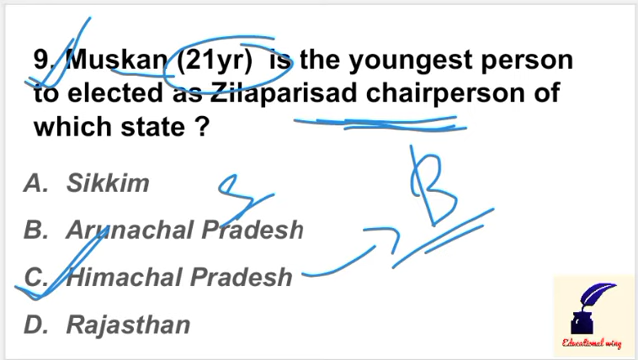 9. Muskan (21yr) is the youngest person
to elected as Zilaparisad chairperson of
which state ?
A. Sikkim
B. Arunachal Pradesh
C. Himachal Pradesh
D. Rajasthan
B
Educational wing